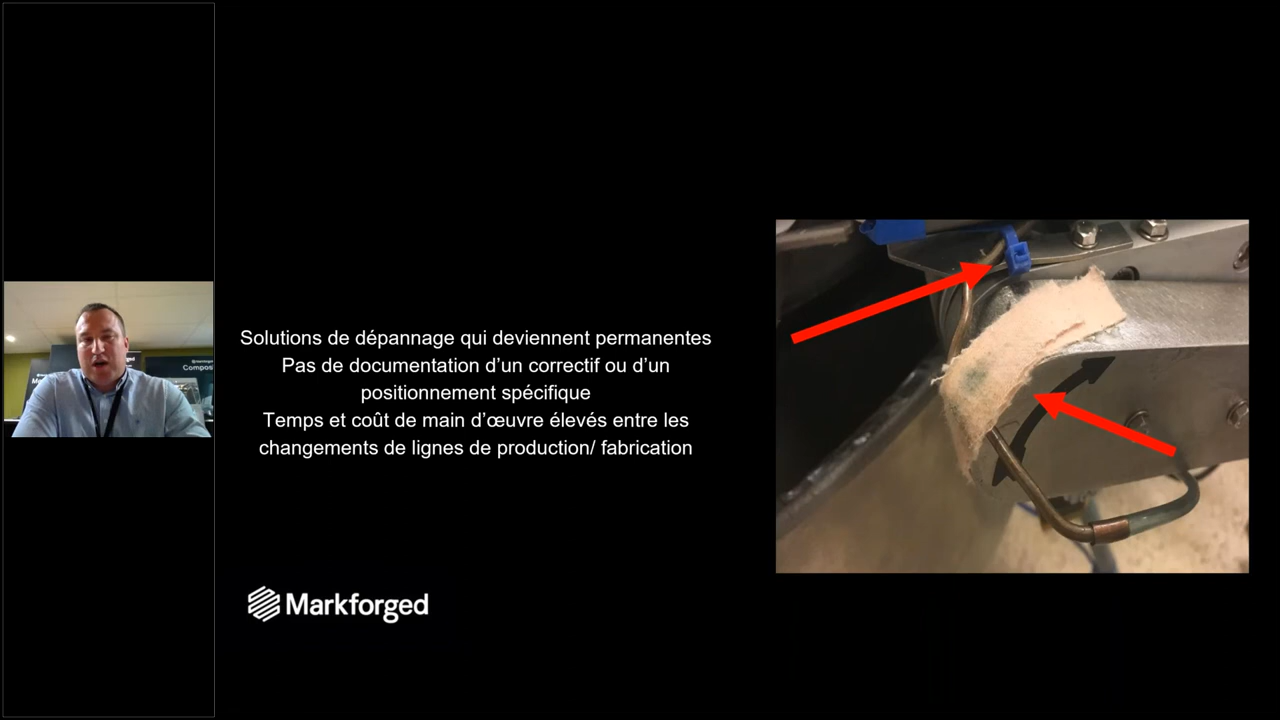 Solutions de dépannage qui deviennent permanentes
Pas de documentation d’un correctif ou d’un
positionnement spécifique
Temps et coût de main d’œuvre élevés entre les
changements de lignes de production/ fabrication
Markforged